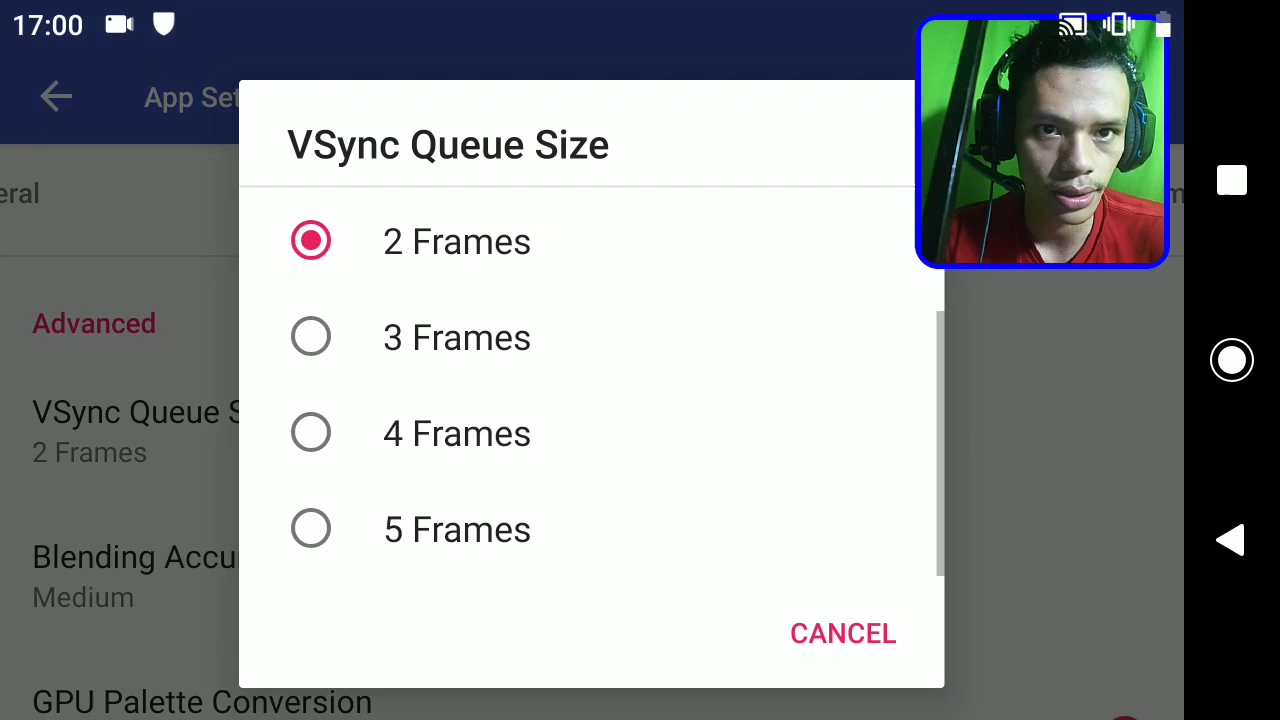 17:00
App Set
VSync Queue Size
eral
2 Frames
3 Frames
Advanced
VSync Queue S
2 Frames
4 Frames
5 Frames
Blending Accu
Medium
CANCEL
GPU Palette Conversion